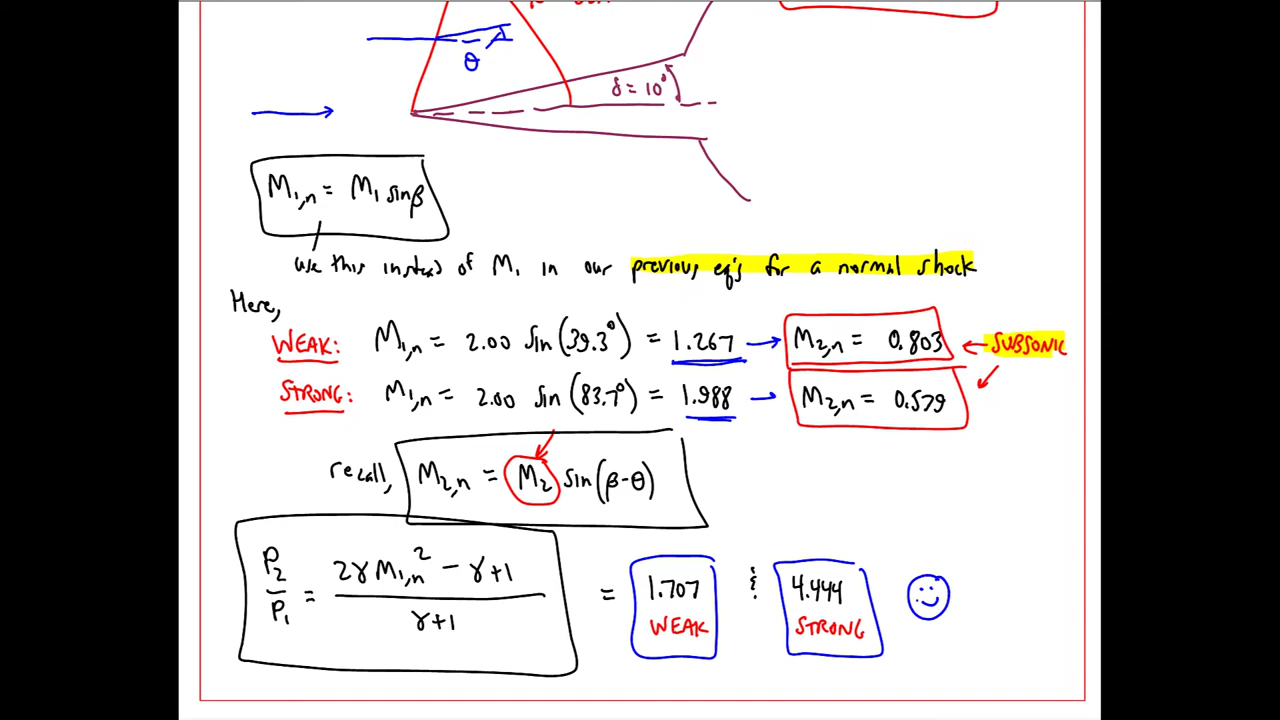 θ
δ = 10°
M1,n = M1 sinβ
use this instead of M1 in our previous eq's for a normal shock
Here,
WEAK: M1,n = 2.00 sin(39.3°) = 1.267 → M2,n = 0.803 ← SUBSONIC
STRONG: M1,n = 2.00 sin(83.7°) = 1.988 → M2,n = 0.579
recall, M2,n = M2 sin(β-θ)
P2/P1 = (2γM1,n² - γ+1)/(γ+1) = 1.707 & 4.444
WEAK STRONG